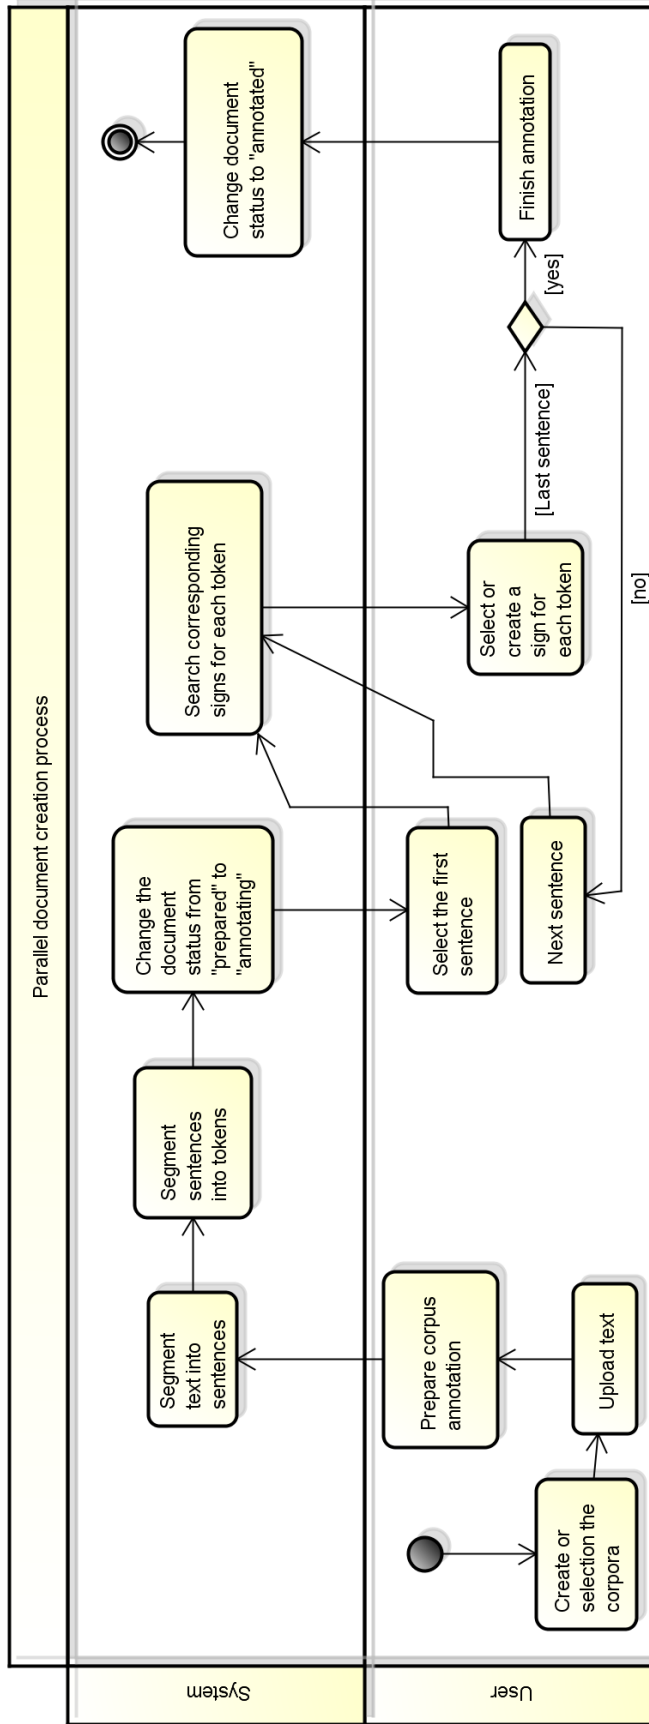 Parallel document creation process
System
User
Create or
selection the
corpora
Upload text
Prepare corpus
annotation
Segment
text into
sentences
Segment
sentences
into tokens
Change the
document
status from
"prepared" to
"annotating"
Select the first
sentence
Next sentence
Search corresponding
signs for each token
Select or
create a
sign for
each token
[Last sentence]
[yes]
[no]
Finish annotation
Change document
status to "annotated"